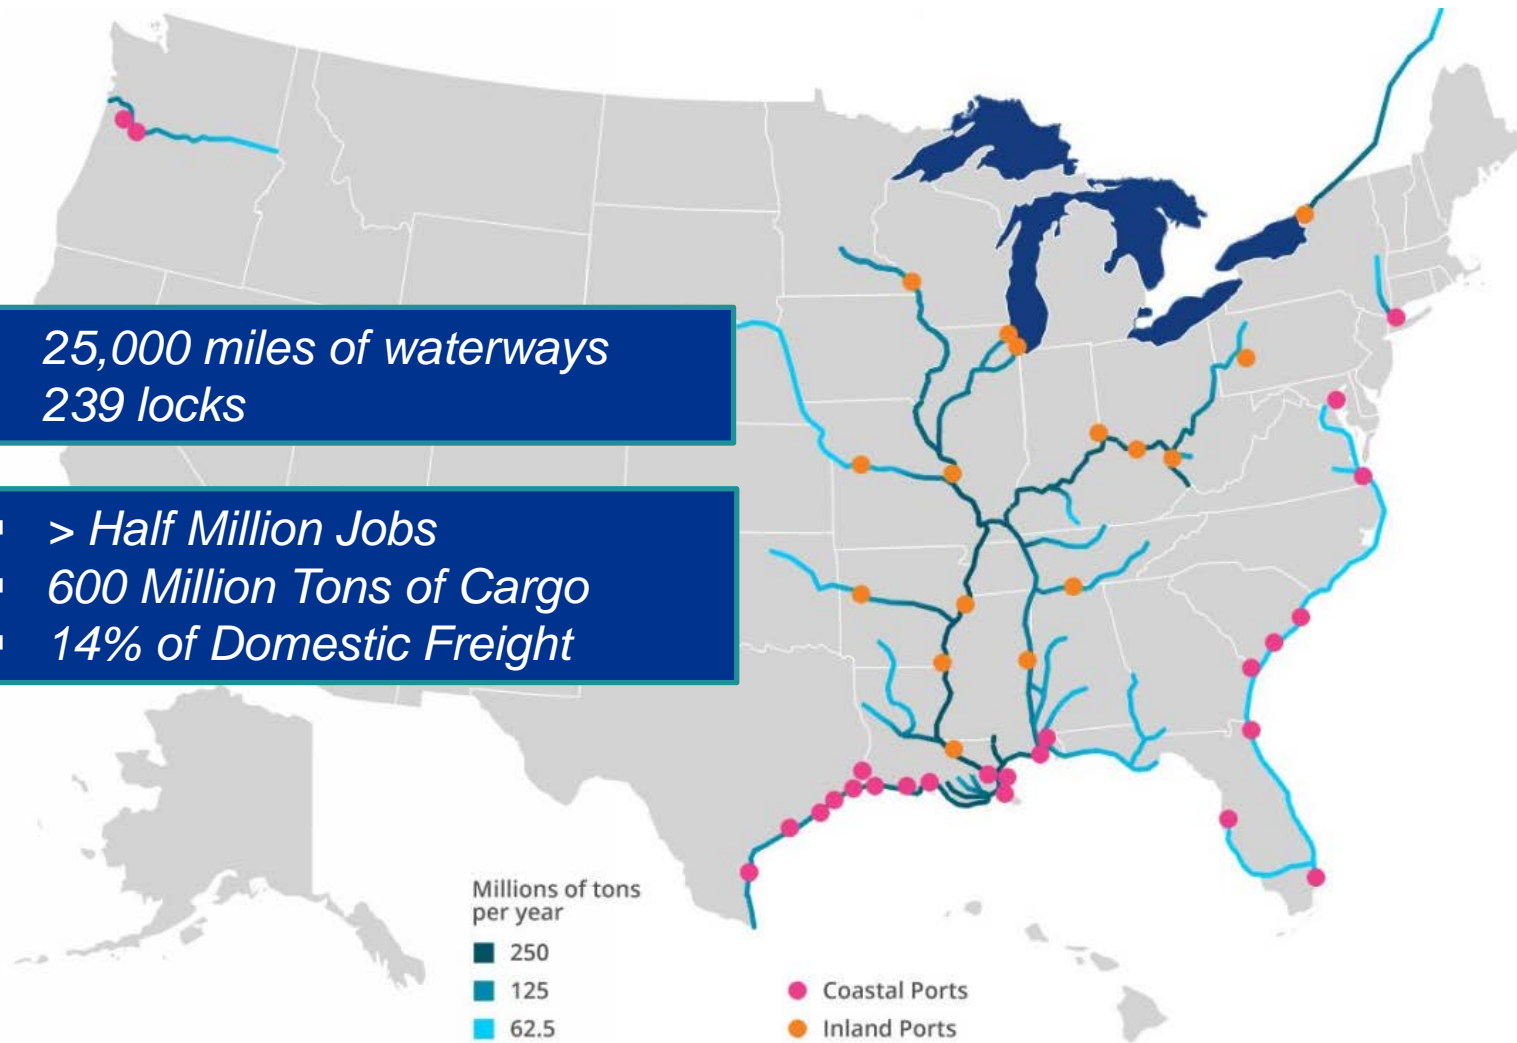 25,000 miles of waterways
239 locks
▪ > Half Million Jobs
▪ 600 Million Tons of Cargo
▪ 14% of Domestic Freight
Millions of tons
per year
250
125
62.5
Coastal Ports
Inland Ports